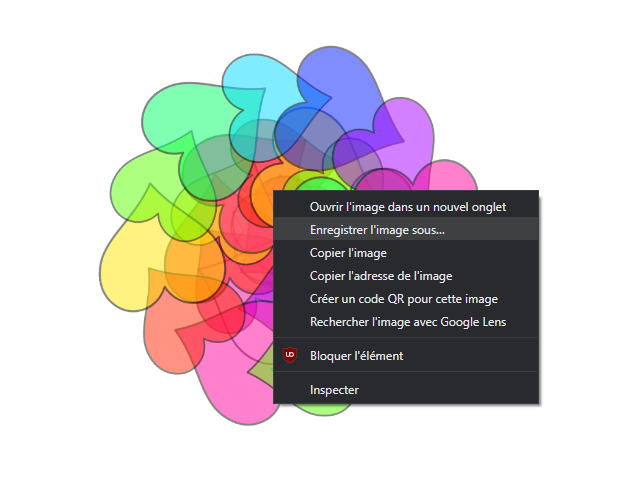 Ouvrir l'image dans un nouvel onglet
Enregistrer l'image sous...
Copier l'image
Copier l'adresse de l'image
Créer un code QR pour cette image
Rechercher l'image avec Google Lens
Bloquer l'élément
Inspecter